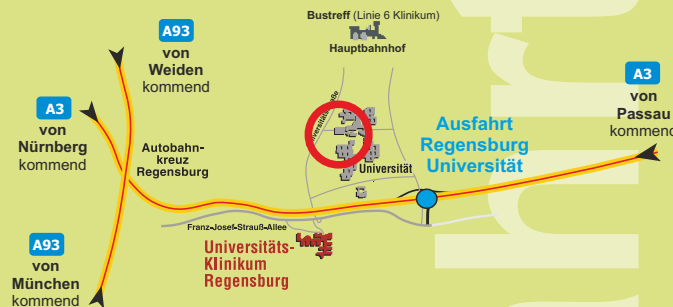 Bustreff (Linie 6 Klinikum)
Hauptbahnhof
A93
von
Weiden
kommend
A3
von
Nürnberg
kommend
Autobahn-
kreuz
Regensburg
A3
von
Passau
kommend
Ausfahrt
Regensburg
Universität
Universität
Franz-Josef-Strauß-Allee
Universitäts-
Klinikum
Regensburg
A93
von
München
kommend